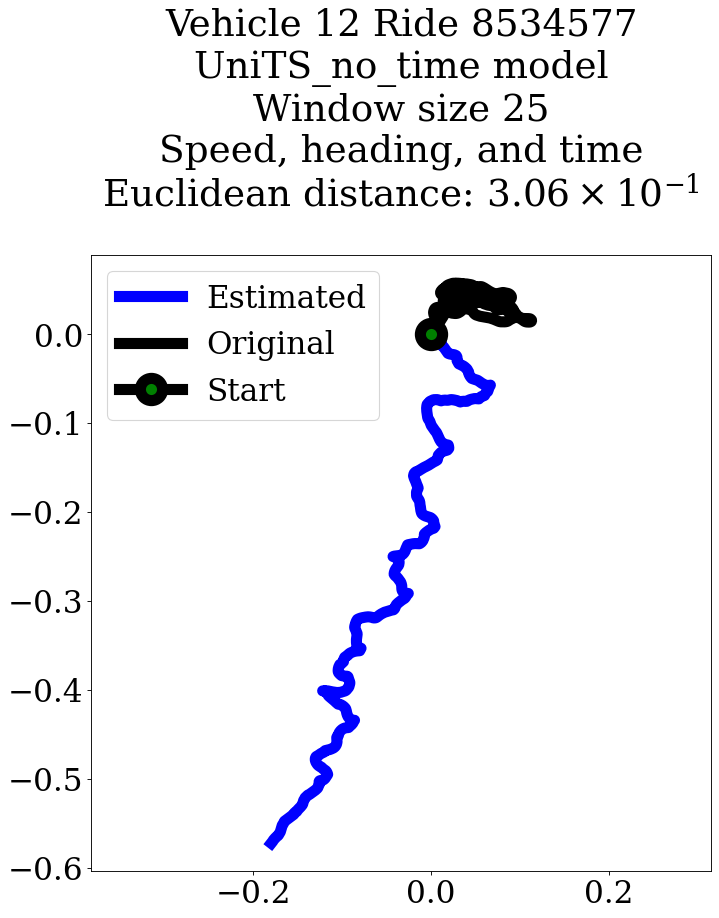 Vehicle 12 Ride 8534577
UniTS_no_time model
Window size 25
Speed, heading, and time
Euclidean distance: 3.06 × 10⁻¹
Estimated
Original
Start
0.0
−0.1
−0.2
−0.3
−0.4
−0.5
−0.6
−0.2 0.0 0.2